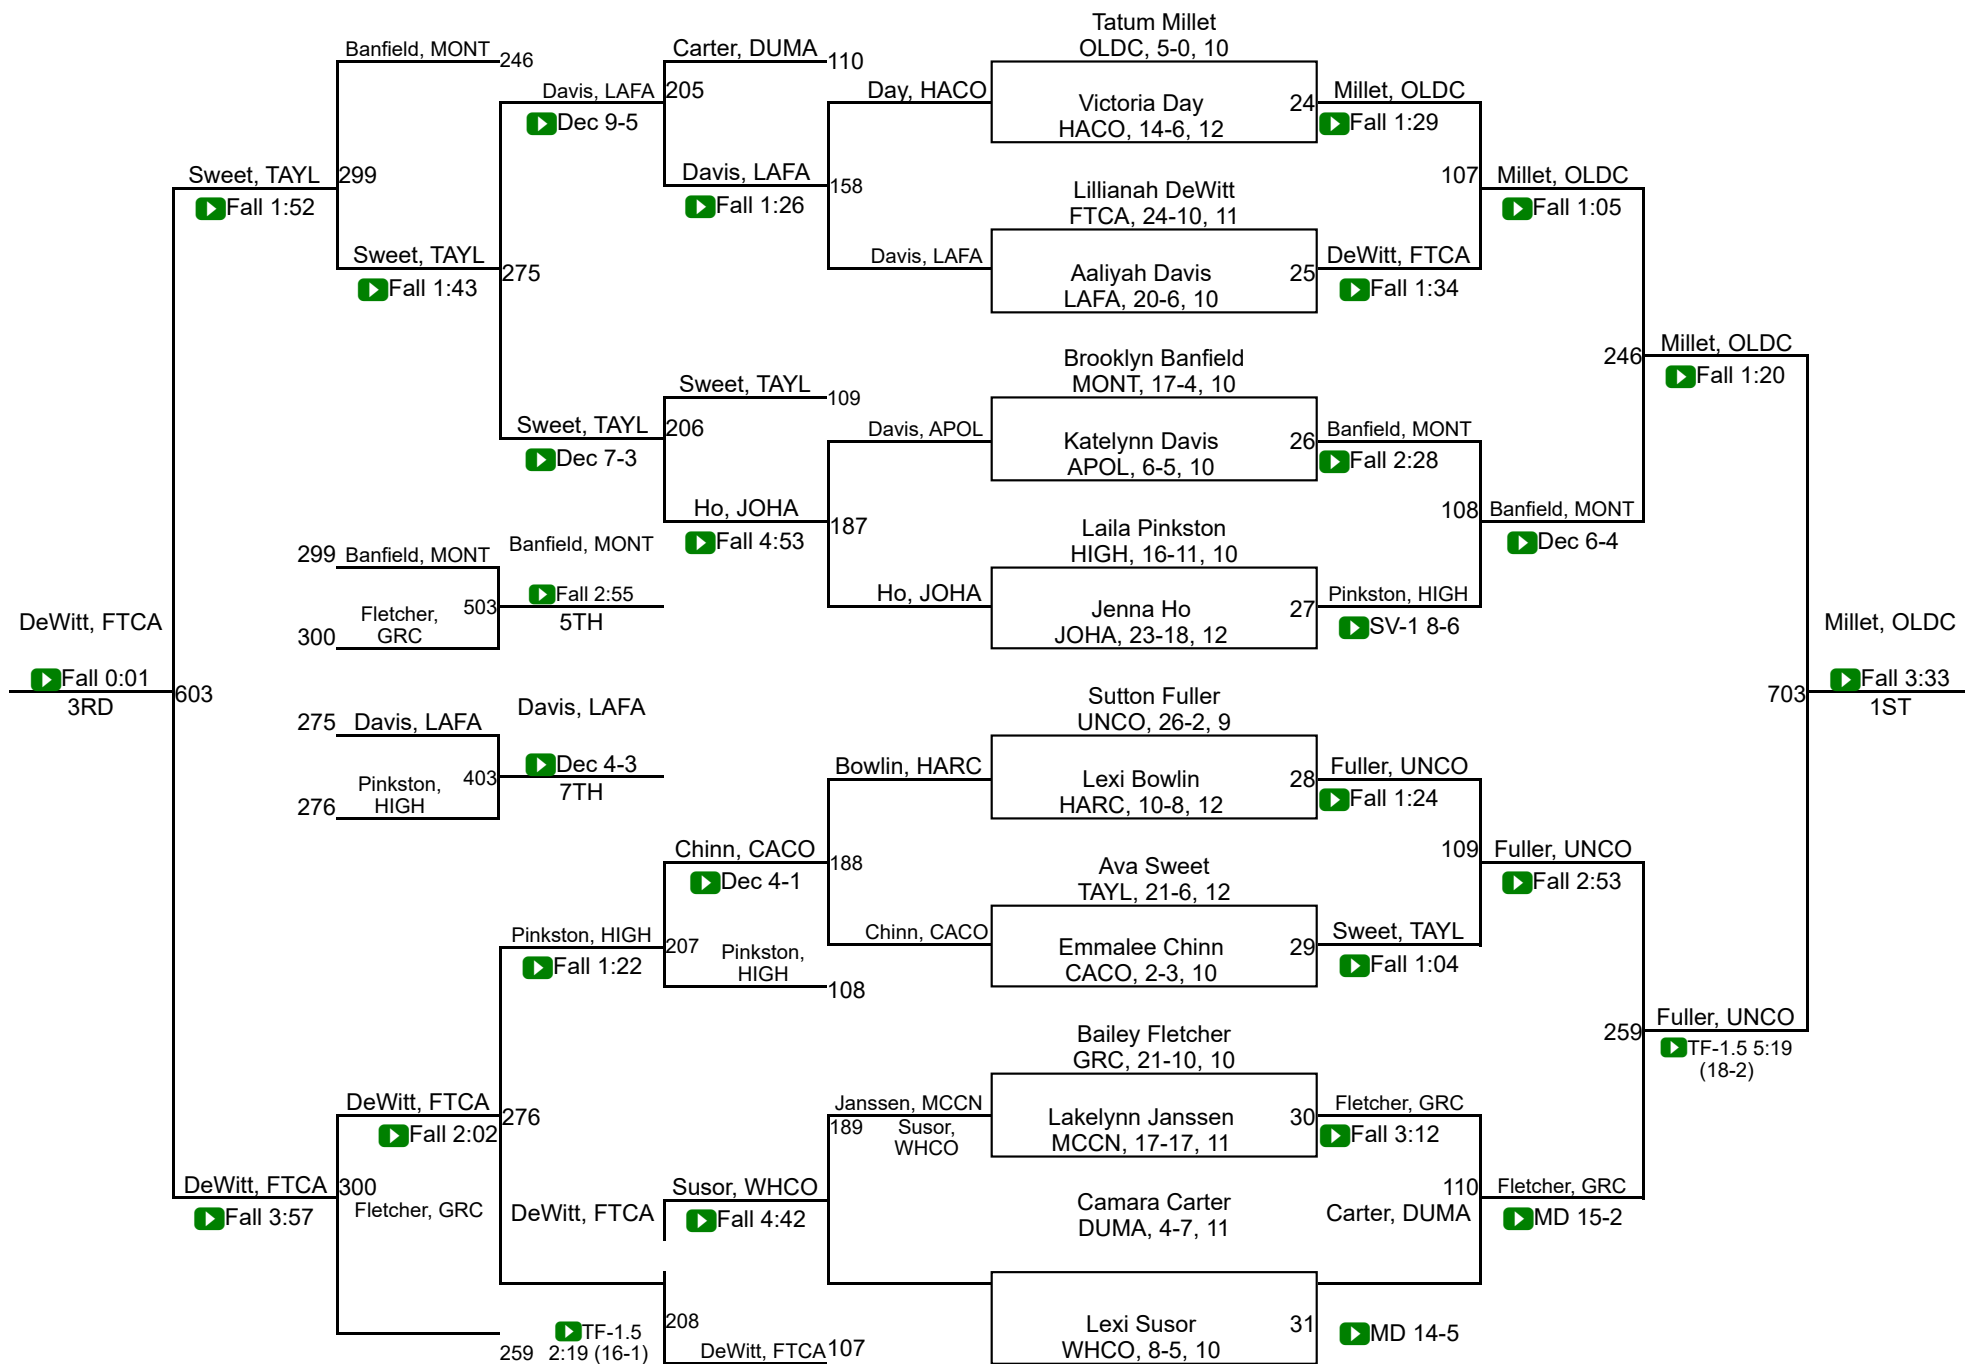 Tatum Millet
OLDC, 5-0, 10
Banfield, MONT
246
Carter, DUMA
110
Davis, LAFA
205
Dec 9-5
Day, HACO
Victoria Day
HACO, 14-6, 12
24
Millet, OLDC
Fall 1:29
Sweet, TAYL
299
Fall 1:52
Davis, LAFA
158
Fall 1:26
Lillianah DeWitt
FTCA, 24-10, 11
107
Millet, OLDC
Fall 1:05
Sweet, TAYL
275
Fall 1:43
Davis, LAFA
Aaliyah Davis
LAFA, 20-6, 10
25
DeWitt, FTCA
Fall 1:34
Brooklyn Banfield
MONT, 17-4, 10
246
Millet, OLDC
Fall 1:20
Sweet, TAYL
109
Sweet, TAYL
206
Dec 7-3
Davis, APOL
Katelynn Davis
APOL, 6-5, 10
26
Banfield, MONT
Fall 2:28
Ho, JOHA
187
Fall 4:53
Laila Pinkston
HIGH, 16-11, 10
108
Banfield, MONT
Dec 6-4
299
Banfield, MONT
Banfield, MONT
Fall 2:55
503
5TH
300
Fletcher,
GRC
Ho, JOHA
Jenna Ho
JOHA, 23-18, 12
27
Pinkston, HIGH
SV-1 8-6
DeWitt, FTCA
Fall 0:01
603
3RD
Millet, OLDC
703
Fall 3:33
1ST
Sutton Fuller
UNCO, 26-2, 9
275
Davis, LAFA
Davis, LAFA
Dec 4-3
403
7TH
276
Pinkston,
HIGH
Bowlin, HARC
Lexi Bowlin
HARC, 10-8, 12
28
Fuller, UNCO
Fall 1:24
Chinn, CACO
188
Dec 4-1
Ava Sweet
TAYL, 21-6, 12
109
Fuller, UNCO
Fall 2:53
Pinkston, HIGH
207
Fall 1:22
Pinkston,
HIGH
108
Chinn, CACO
Emmalee Chinn
CACO, 2-3, 10
29
Sweet, TAYL
Fall 1:04
Bailey Fletcher
GRC, 21-10, 10
259
Fuller, UNCO
TF-1.5 5:19
(18-2)
DeWitt, FTCA
276
Fall 2:02
Janssen, MCCN
189
Susor,
WHCO
Lakelynn Janssen
MCCN, 17-17, 11
30
Fletcher, GRC
Fall 3:12
DeWitt, FTCA
300
Fall 3:57
Fletcher, GRC
DeWitt, FTCA
Susor, WHCO
Fall 4:42
Camara Carter
DUMA, 4-7, 11
110
Carter, DUMA
Fletcher, GRC
MD 15-2
259
TF-1.5
2:19 (16-1)
208
DeWitt, FTCA
107
Lexi Susor
WHCO, 8-5, 10
31
MD 14-5